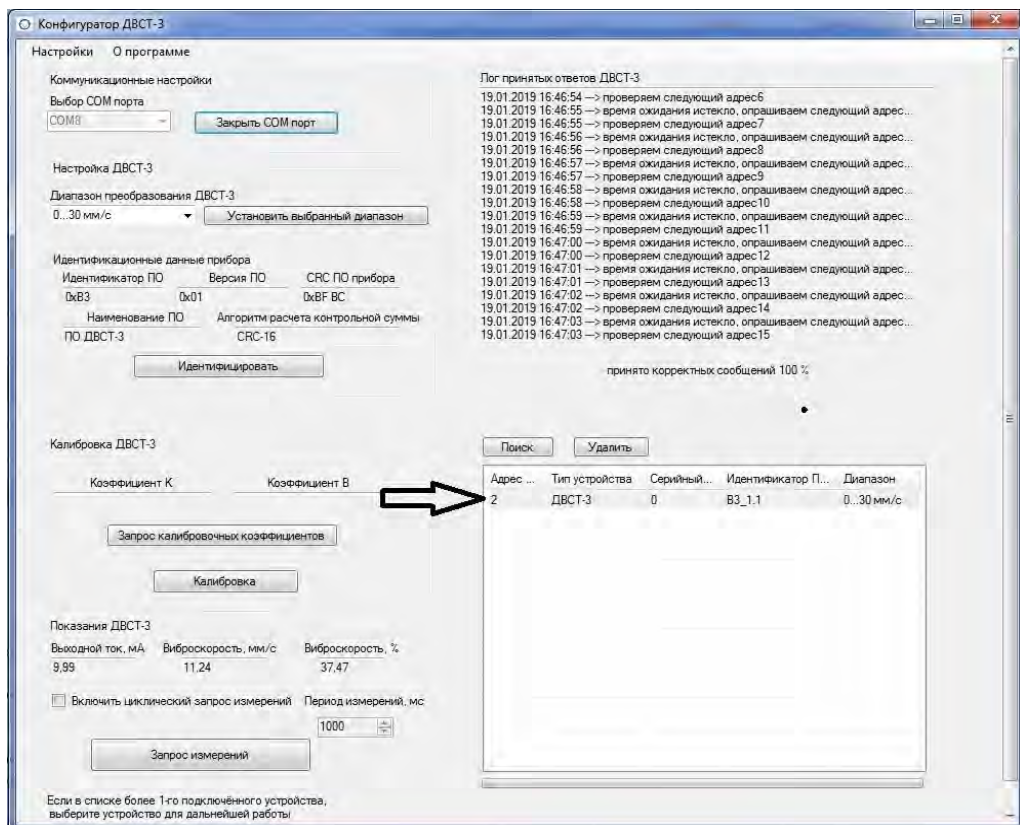 Конфигуратор ДВСТ-3
Настройки О программе
Коммуникационные настройки
Выбор COM порта
COM8
Закрыть COM порт
Настройка ДВСТ-3
Диапазон преобразования ДВСТ-3
0...30 мм/с
Установить выбранный диапазон
Идентификационные данные прибора
Идентификатор ПО Версия ПО CRC ПО прибора
0xB3 0x01 0xBF BC
Наименование ПО Алгоритм расчета контрольной суммы
ПО ДВСТ-3 CRC-16
Идентифицировать
Калибровка ДВСТ-3
Коэффициент К Коэффициент В
Запрос калибровочных коэффициентов
Калибровка
Показания ДВСТ-3
Выходной ток, мА Виброскорость, мм/с Виброскорость, %
9,99 11,24 37,47
Включить циклический запрос измерений Период измерений, мс
1000
Запрос измерений
Если в списке более 1-го подключённого устройства,
выберите устройство для дальнейшей работы
Лог принятых ответов ДВСТ-3
19.01.2019 16:46:54 --> проверяем следующий адрес6
19.01.2019 16:46:55 --> время ожидания истекло, опрашиваем следующий адрес...
19.01.2019 16:46:55 --> проверяем следующий адрес7
19.01.2019 16:46:56 --> время ожидания истекло, опрашиваем следующий адрес...
19.01.2019 16:46:56 --> проверяем следующий адрес8
19.01.2019 16:46:57 --> время ожидания истекло, опрашиваем следующий адрес...
19.01.2019 16:46:57 --> проверяем следующий адрес9
19.01.2019 16:46:58 --> время ожидания истекло, опрашиваем следующий адрес...
19.01.2019 16:46:58 --> проверяем следующий адрес10
19.01.2019 16:46:59 --> время ожидания истекло, опрашиваем следующий адрес...
19.01.2019 16:46:59 --> проверяем следующий адрес11
19.01.2019 16:47:00 --> время ожидания истекло, опрашиваем следующий адрес...
19.01.2019 16:47:00 --> проверяем следующий адрес12
19.01.2019 16:47:01 --> время ожидания истекло, опрашиваем следующий адрес...
19.01.2019 16:47:01 --> проверяем следующий адрес13
19.01.2019 16:47:02 --> время ожидания истекло, опрашиваем следующий адрес...
19.01.2019 16:47:02 --> проверяем следующий адрес14
19.01.2019 16:47:03 --> время ожидания истекло, опрашиваем следующий адрес...
19.01.2019 16:47:03 --> проверяем следующий адрес15
принято корректных сообщений 100 %
Поиск Удалить
Адрес ... Тип устройства Серийный... Идентификатор П... Диапазон
2 ДВСТ-3 0 B3_1.1 0...30 мм/с